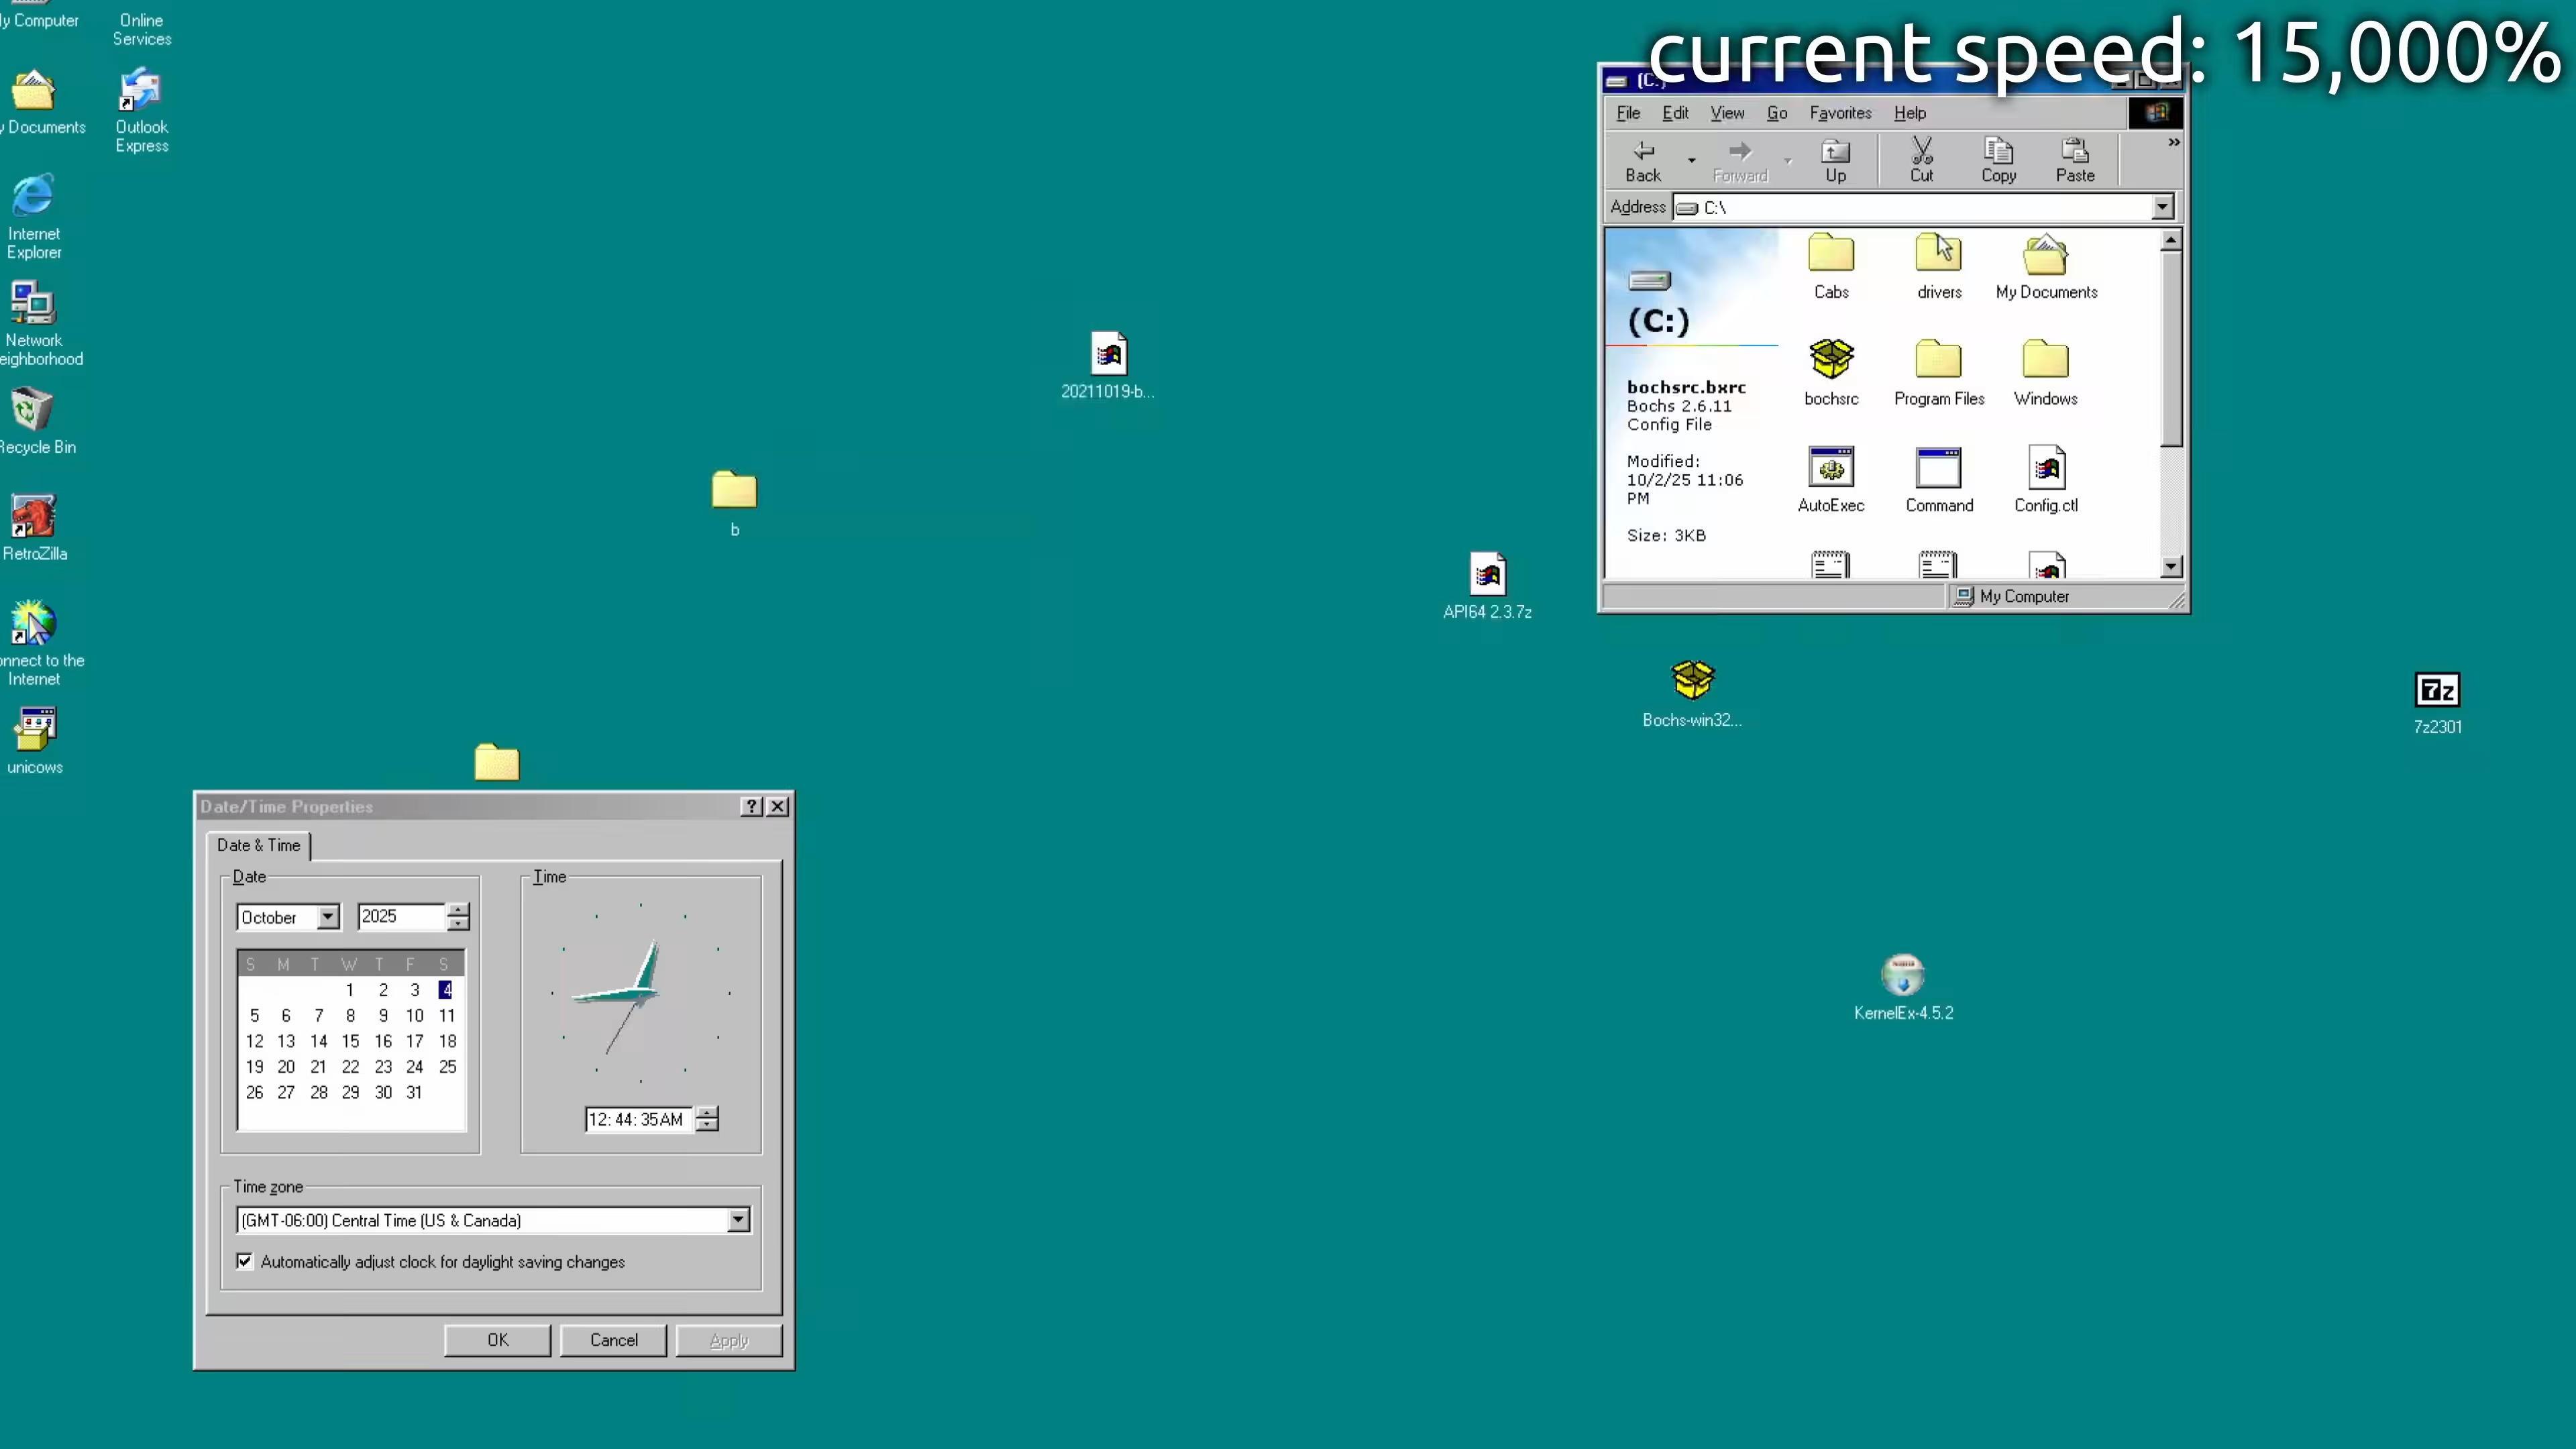 current speed: 15,000%
y Computer
Online
Services
y Documents
Outlook
Express
Internet
Explorer
Network
eighborhood
Recycle Bin
RetroZilla
onnect to the
Internet
unicows
20211019-b...
b
API64 2.3.7z
Bochs-win32...
7z
7z2301
KernelEx-4.5.2
(C:)
File Edit View Go Favorites Help
Back Forward Up Cut Copy Paste »
Address C:\
(C:)
bochsrc.bxrc
Bochs 2.6.11
Config File
Modified:
10/2/25 11:06
PM
Size: 3KB
Cabs drivers My Documents
bochsrc Program Files Windows
AutoExec Command Config.ctl
My Computer
Date/Time Properties
Date & Time
Date
October 2025
S M T W T F S
1 2 3 4
5 6 7 8 9 10 11
12 13 14 15 16 17 18
19 20 21 22 23 24 25
26 27 28 29 30 31
Time
12:44:35AM
Time zone
(GMT-06:00) Central Time (US & Canada)
Automatically adjust clock for daylight saving changes
OK Cancel Apply